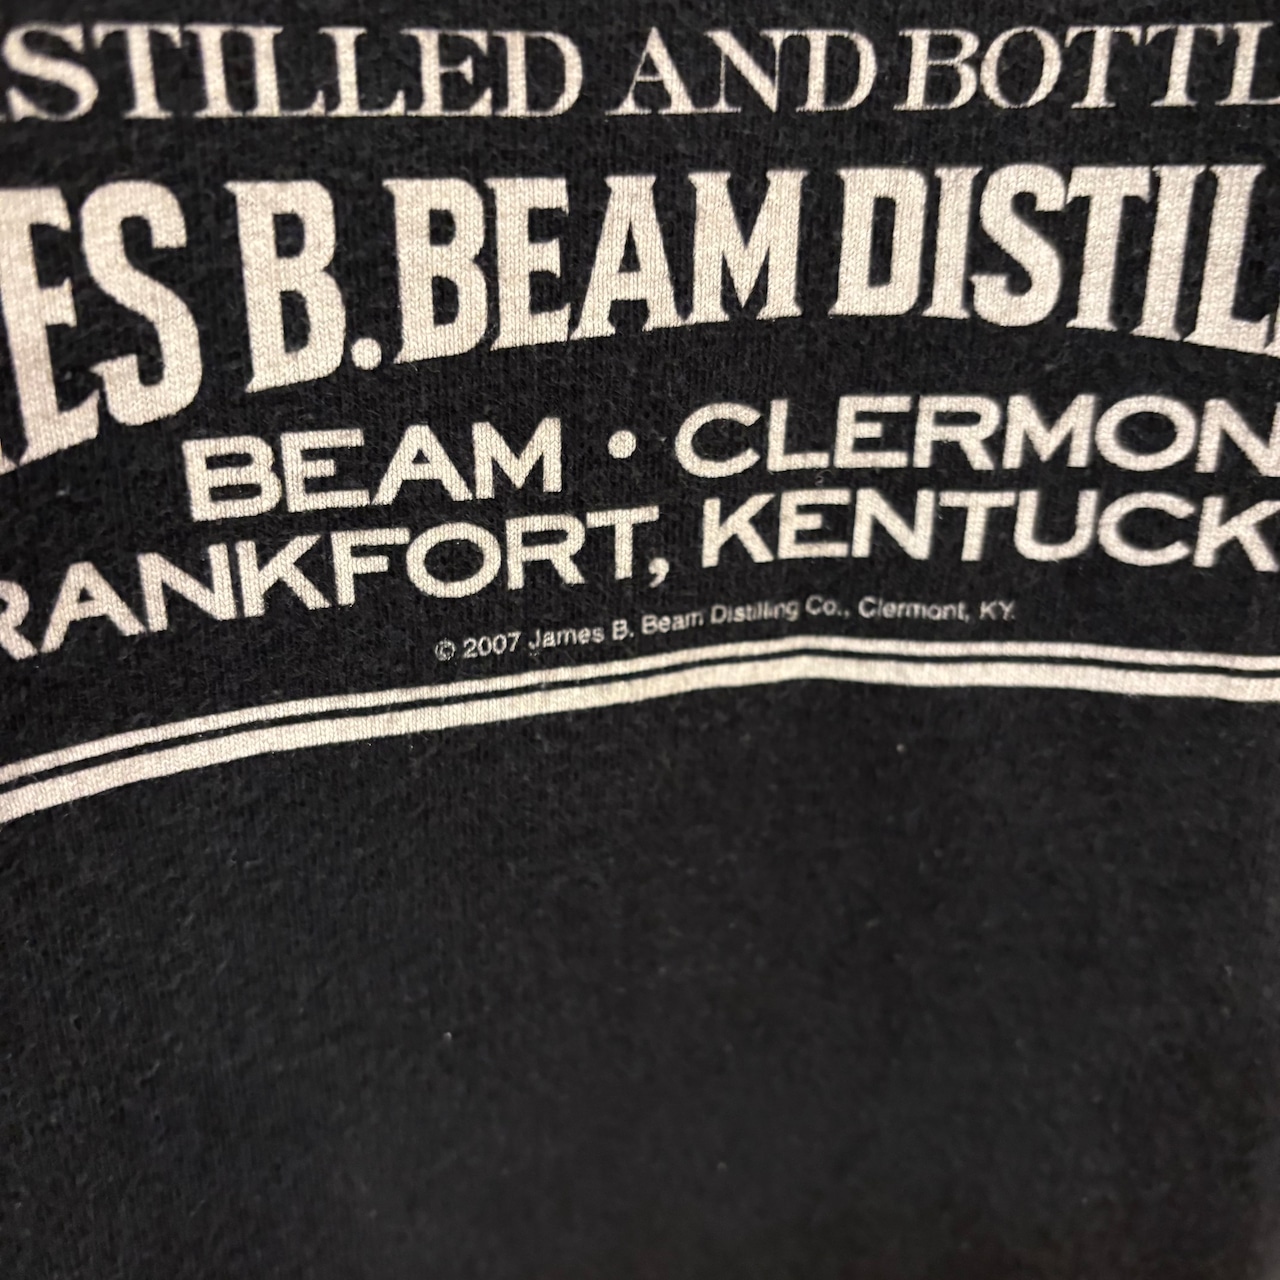 STILLED AND BOTTL
ES B. BEAM DISTIL
BEAM • CLERMON
RANKFORT, KENTUCK
© 2007 James B. Beam Distilling Co., Clermont, KY.